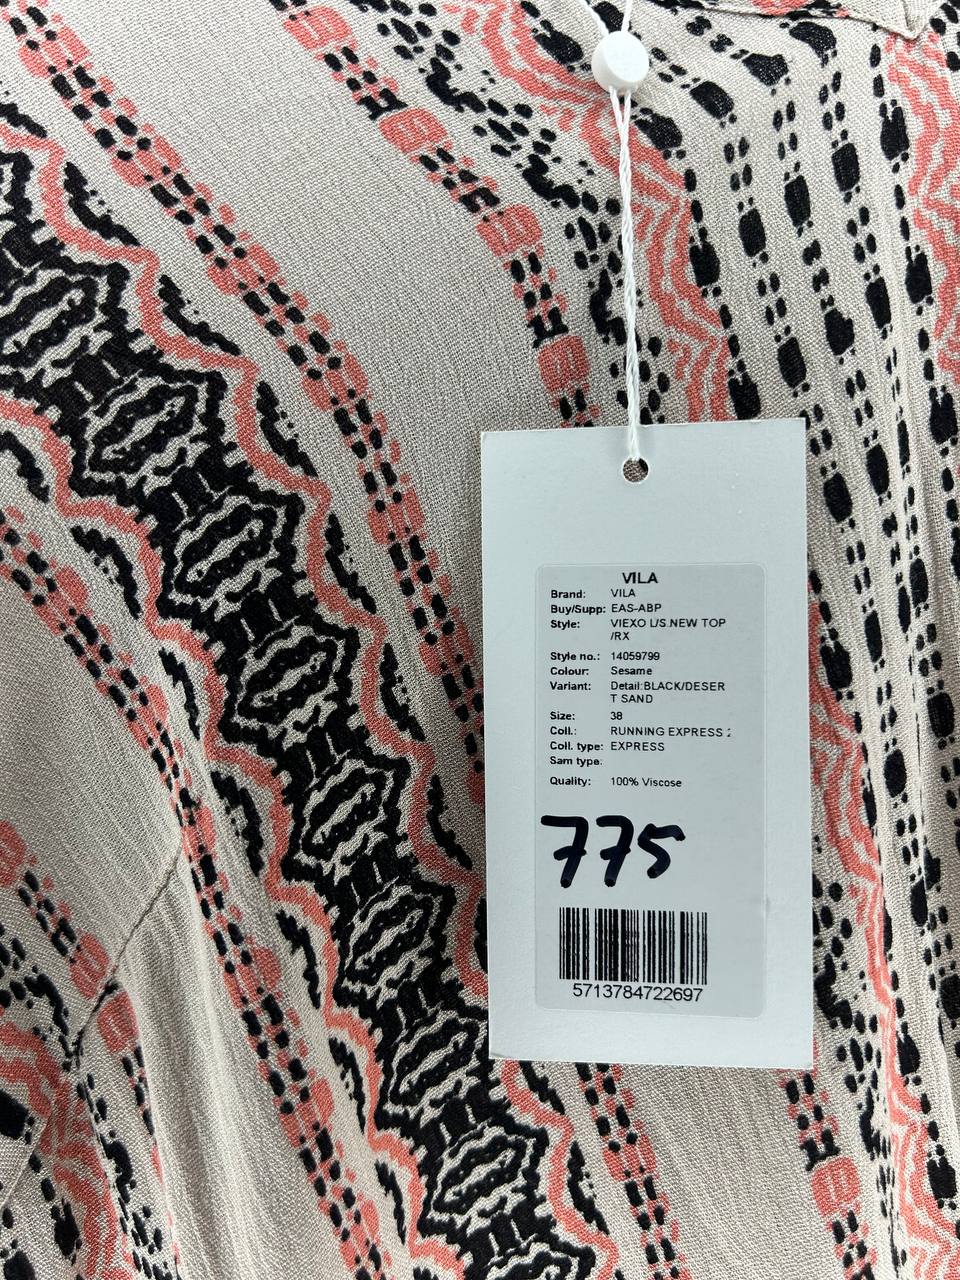 VILA
Brand: VILA
Buy/Supp: EAS-ABP
Style: VIEXO L/S NEW TOP
/RX
Style no.: 14059799
Colour: Sesame
Variant: Detail:BLACK/DESER
T SAND
Size: 38
Coll.: RUNNING EXPRESS
Coll. type: EXPRESS
Sam type:
Quality: 100% Viscose
775
5713784722697